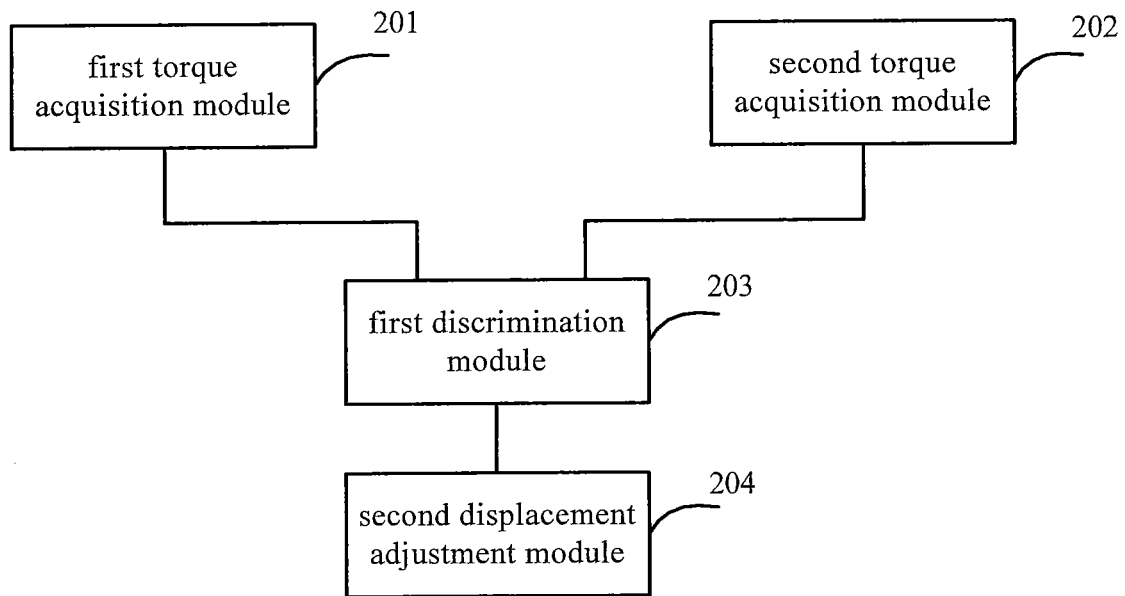 201
first torque
acquisition module
202
second torque
acquisition module
203
first discrimination
module
204
second displacement
adjustment module